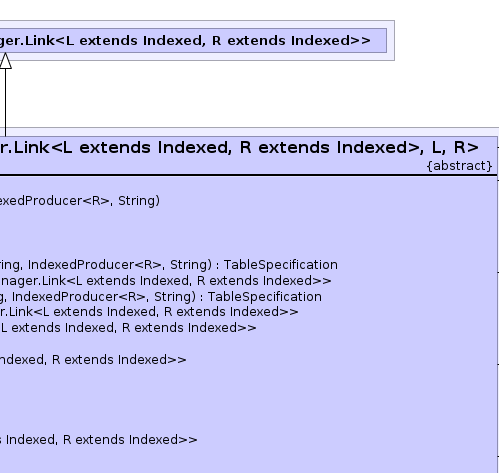 ger.Link<L extends Indexed, R extends Indexed>>
r.Link<L extends Indexed, R extends Indexed>, L, R>
{abstract}
exedProducer<R>, String)
ring, IndexedProducer<R>, String) : TableSpecification
nager.Link<L extends Indexed, R extends Indexed>>
g, IndexedProducer<R>, String) : TableSpecification
r.Link<L extends Indexed, R extends Indexed>>
L extends Indexed, R extends Indexed>>
ndexed, R extends Indexed>>
s Indexed, R extends Indexed>>